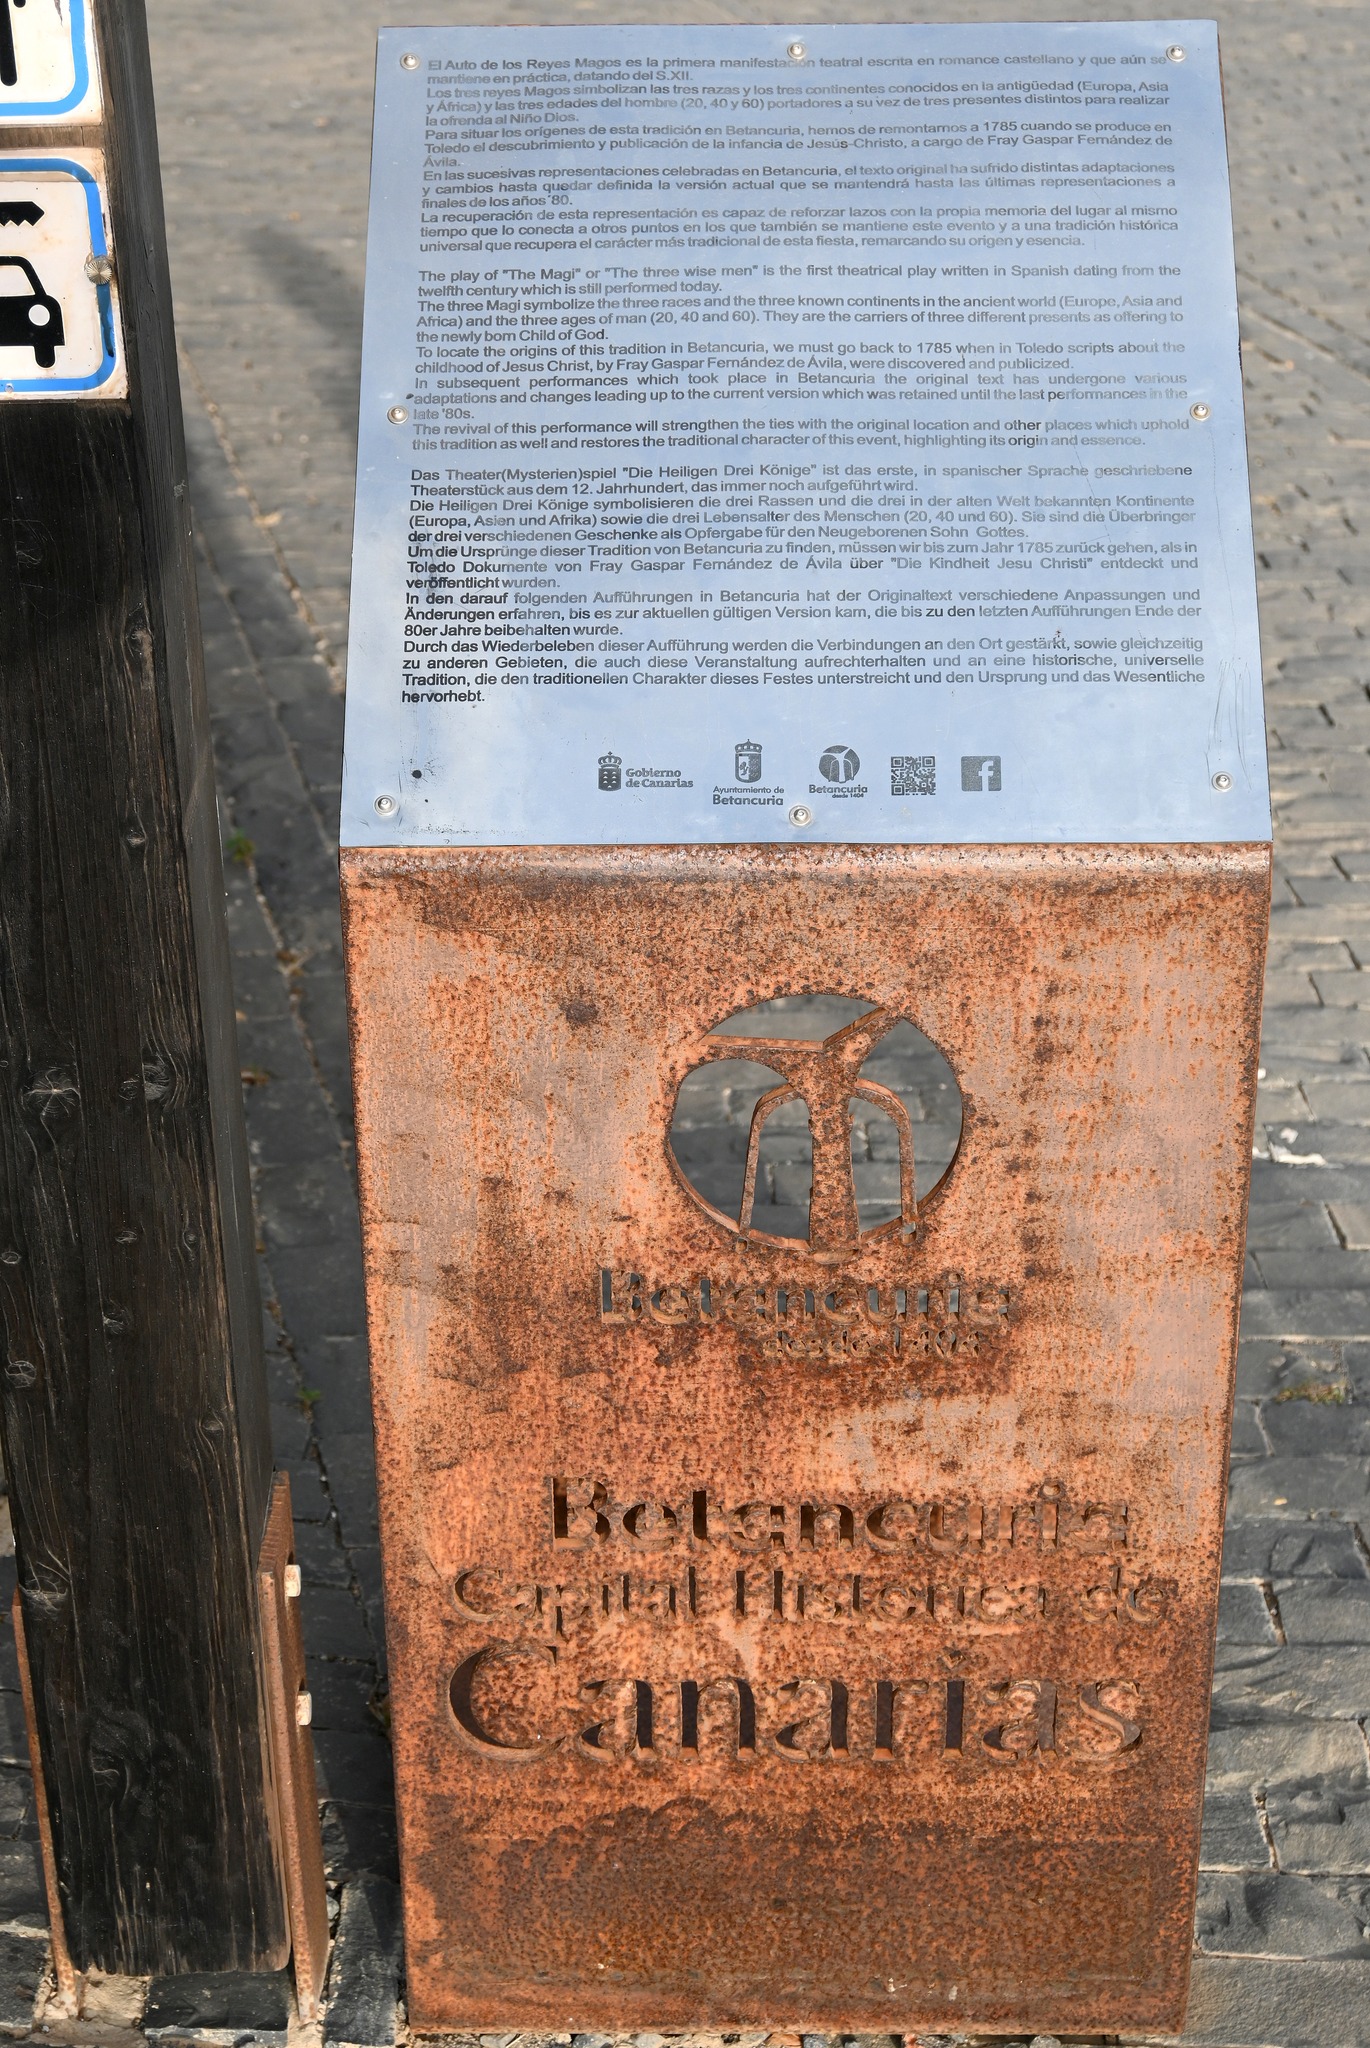 El Auto de los Reyes Magos es la primera manifestación teatral escrita en romance castellano y que aún se
mantiene en práctica, datando del S.XII.
Los tres reyes Magos simbolizan las tres razas y los tres continentes conocidos en la antigüedad (Europa, Asia
y África) y las tres edades del hombre (20, 40 y 60) portadores a su vez de tres presentes distintos para realizar
la ofrenda al Niño Dios.
Para situar los orígenes de esta tradición en Betancuria, hemos de remontarnos a 1785 cuando se produce en
Toledo el descubrimiento y publicación de la infancia de Jesús-Christo, a cargo de Fray Gaspar Fernández de
Ávila.
En las sucesivas representaciones celebradas en Betancuria, el texto original ha sufrido distintas adaptaciones
y cambios hasta quedar definida la versión actual que se mantendrá hasta las últimas representaciones a
finales de los años '80.
La recuperación de esta representación es capaz de reforzar lazos con la propia memoria del lugar al mismo
tiempo que lo conecta a otros puntos en los que también se mantiene este evento y a una tradición histórica
universal que recupera el carácter más tradicional de esta fiesta, remarcando su origen y esencia.
The play of "The Magi" or "The three wise men" is the first theatrical play written in Spanish dating from the
twelfth century which is still performed today.
The three Magi symbolize the three races and the three known continents in the ancient world (Europe, Asia and
Africa) and the three ages of man (20, 40 and 60). They are the carriers of three different presents as offering to
the newly born Child of God.
To locate the origins of this tradition in Betancuria, we must go back to 1785 when in Toledo scripts about the
childhood of Jesus Christ, by Fray Gaspar Fernández de Ávila, were discovered and publicized.
In subsequent performances which took place in Betancuria the original text has undergone various
adaptations and changes leading up to the current version which was retained until the last performances in the
late '80s.
The revival of this performance will strengthen the ties with the original location and other places which uphold
this tradition as well and restores the traditional character of this event, highlighting its origin and essence.
Das Theater(Mysterien)spiel "Die Heiligen Drei Könige" ist das erste, in spanischer Sprache geschriebene
Theaterstück aus dem 12. Jahrhundert, das immer noch aufgeführt wird.
Die Heiligen Drei Könige symbolisieren die drei Rassen und die drei in der alten Welt bekannten Kontinente
(Europa, Asien und Afrika) sowie die drei Lebensalter des Menschen (20, 40 und 60). Sie sind die Überbringer
der drei verschiedenen Geschenke als Opfergabe für den Neugeborenen Sohn Gottes.
Um die Ursprünge dieser Tradition von Betancuria zu finden, müssen wir bis zum Jahr 1785 zurück gehen, als in
Toledo Dokumente von Fray Gaspar Fernández de Ávila über "Die Kindheit Jesu Christi" entdeckt und
veröffentlicht wurden.
In den darauf folgenden Aufführungen in Betancuria hat der Originaltext verschiedene Anpassungen und
Änderungen erfahren, bis es zur aktuellen gültigen Version kam, die bis zu den letzten Aufführungen Ende der
80er Jahre beibehalten wurde.
Durch das Wiederbeleben dieser Aufführung werden die Verbindungen an den Ort gestärkt, sowie gleichzeitig
zu anderen Gebieten, die auch diese Veranstaltung aufrechterhalten und an eine historische, universelle
Tradition, die den traditionellen Charakter dieses Festes unterstreicht und den Ursprung und das Wesentliche
hervorhebt.
Gobierno
de Canarias
Ayuntamiento de
Betancuria
Betancuria
desde 1404
f
Betancuria
desde 1404
Betancuria
Capital Histórica de
Canarias